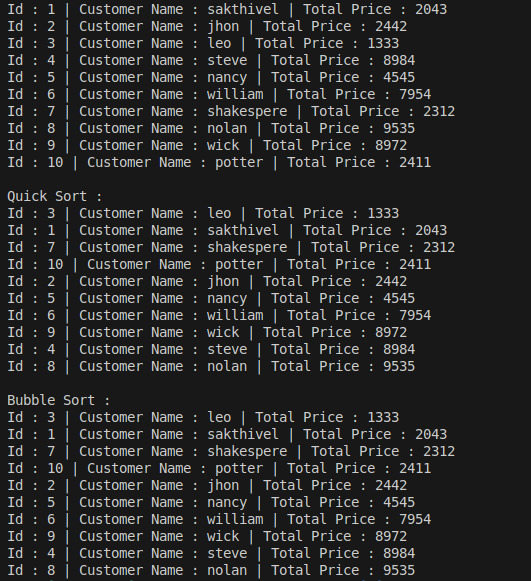 Id : 1 | Customer Name : sakthivel | Total Price : 2043
Id : 2 | Customer Name : jhon | Total Price : 2442
Id : 3 | Customer Name : leo | Total Price : 1333
Id : 4 | Customer Name : steve | Total Price : 8984
Id : 5 | Customer Name : nancy | Total Price : 4545
Id : 6 | Customer Name : william | Total Price : 7954
Id : 7 | Customer Name : shakespere | Total Price : 2312
Id : 8 | Customer Name : nolan | Total Price : 9535
Id : 9 | Customer Name : wick | Total Price : 8972
Id : 10 | Customer Name : potter | Total Price : 2411
Quick Sort :
Id : 3 | Customer Name : leo | Total Price : 1333
Id : 1 | Customer Name : sakthivel | Total Price : 2043
Id : 7 | Customer Name : shakespere | Total Price : 2312
Id : 10 | Customer Name : potter | Total Price : 2411
Id : 2 | Customer Name : jhon | Total Price : 2442
Id : 5 | Customer Name : nancy | Total Price : 4545
Id : 6 | Customer Name : william | Total Price : 7954
Id : 9 | Customer Name : wick | Total Price : 8972
Id : 4 | Customer Name : steve | Total Price : 8984
Id : 8 | Customer Name : nolan | Total Price : 9535
Bubble Sort :
Id : 3 | Customer Name : leo | Total Price : 1333
Id : 1 | Customer Name : sakthivel | Total Price : 2043
Id : 7 | Customer Name : shakespere | Total Price : 2312
Id : 10 | Customer Name : potter | Total Price : 2411
Id : 2 | Customer Name : jhon | Total Price : 2442
Id : 5 | Customer Name : nancy | Total Price : 4545
Id : 6 | Customer Name : william | Total Price : 7954
Id : 9 | Customer Name : wick | Total Price : 8972
Id : 4 | Customer Name : steve | Total Price : 8984
Id : 8 | Customer Name : nolan | Total Price : 9535